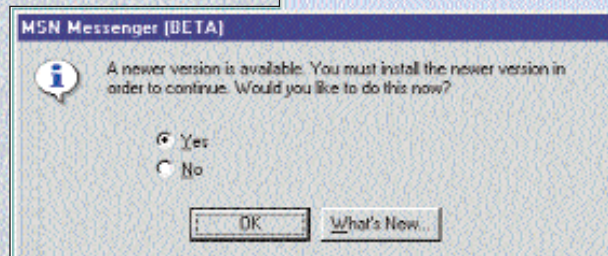 MSN Messenger (BETA)
A newer version is available. You must install the newer version in
order to continue. Would you like to do this now?
Yes
No
OK
What's New...